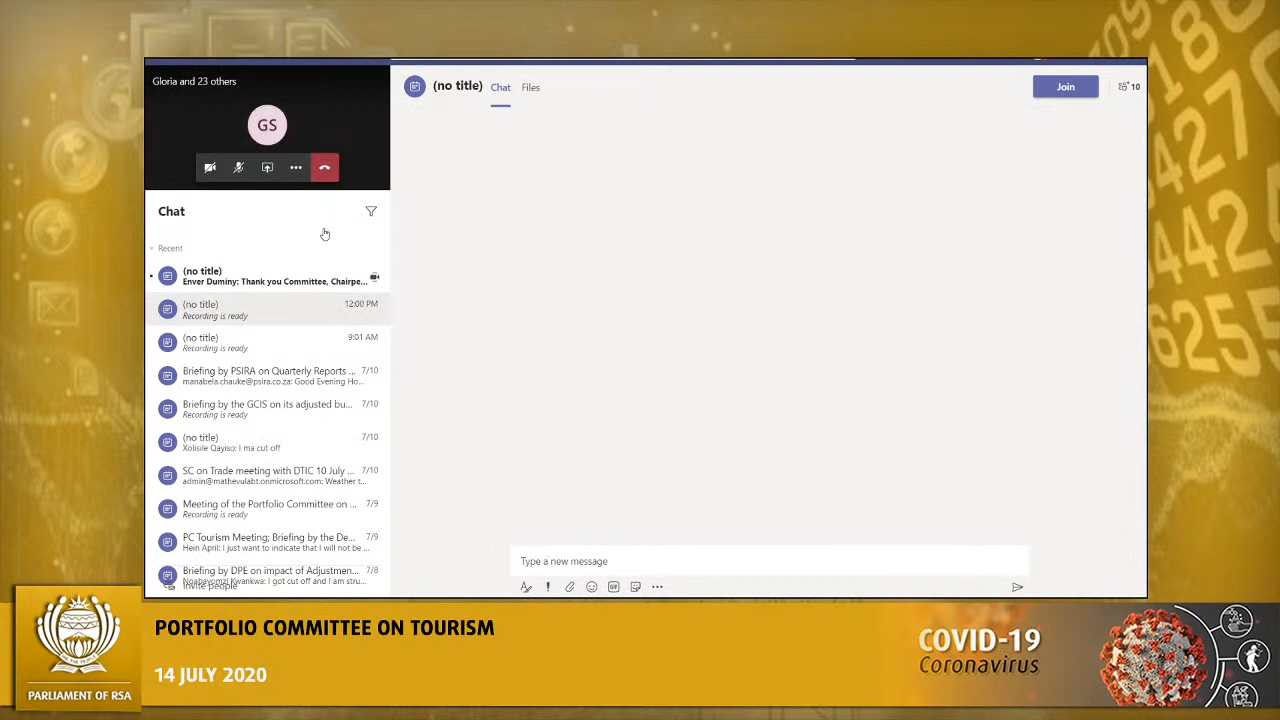 Gloria and 23 others
GS
Chat
Recent
(no title)
Enver Duminy: Thank you Committee, Chairpe...
(no title) 12:00 PM
Recording is ready
(no title) 9:01 AM
Recording is ready
Briefing by PSIRA on Quarterly Reports ... 7/10
manabela.chauke@psira.co.za: Good Evening Ho...
Briefing by the GCIS on its adjusted bu... 7/10
Recording is ready
(no title) 7/10
Xolisile Qayiso: I ma cut off
SC on Trade meeting with DTIC 10 July ... 7/10
admin@mathevulabt.onmicrosoft.com: Weather t...
Meeting of the Portfolio Committee on ... 7/9
Recording is ready
PC Tourism Meeting; Briefing by the De... 7/9
Hein April: I just want to indicate that I will not be ...
Briefing by DPE on impact of Adjustmen... 7/8
Nqabayomzi Kwankwa: I got cut off and I am stru...
Invite people
(no title) Chat Files
Join
10
Type a new message
GIF
PORTFOLIO COMMITTEE ON TOURISM
14 JULY 2020
PARLIAMENT OF RSA
COVID-19
Coronavirus